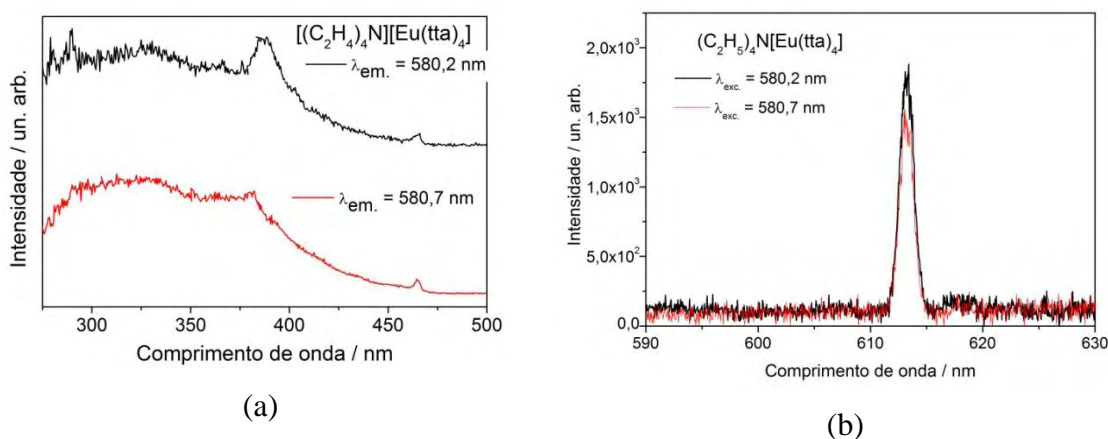 [(C₂H₄)₄N][Eu(tta)₄]
λem. = 580,2 nm
λem. = 580,7 nm
Intensidade / un. arb.
300 350 400 450 500
Comprimento de onda / nm
(a)
(C₂H₅)₄N[Eu(tta)₄]
λexc. = 580,2 nm
λexc. = 580,7 nm
Intensidade / un. arb.
2,0x10³
1,5x10³
1,0x10³
5,0x10²
0,0
590 600 610 620 630
Comprimento de onda / nm
(b)